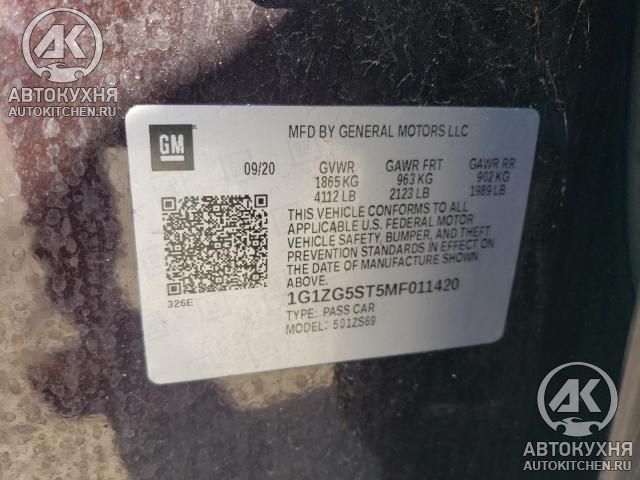 АК
АВТОКУХНЯ
AUTOKITCHEN.RU
GM
MFD BY GENERAL MOTORS LLC
09/20 GVWR GAWR FRT GAWR RR
1865 KG 963 KG 902 KG
4112 LB 2123 LB 1989 LB
THIS VEHICLE CONFORMS TO ALL
APPLICABLE U.S. FEDERAL MOTOR
VEHICLE SAFETY, BUMPER, AND THEFT
PREVENTION STANDARDS IN EFFECT ON
THE DATE OF MANUFACTURE SHOWN
ABOVE.
326E
1G1ZG5ST5MF011420
TYPE: PASS CAR
MODEL: 501ZS69
АК
АВТОКУХНЯ
AUTOKITCHEN.RU